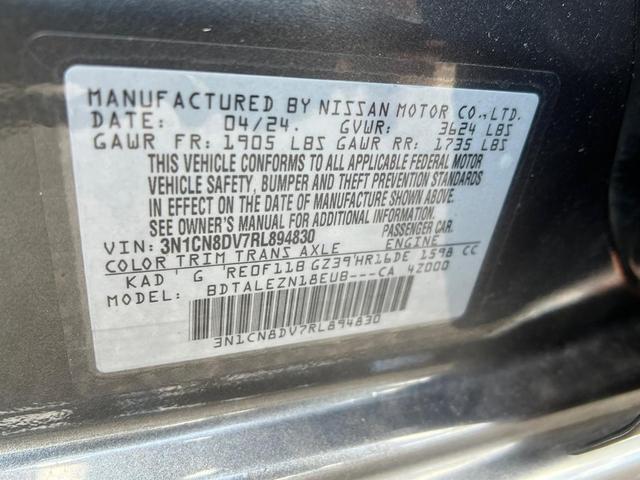 MANUFACTURED BY NISSAN MOTOR CO.,LTD.
DATE: 04/24. GVWR: 3624 LBS
GAWR FR: 1905 LBS GAWR RR: 1735 LBS
THIS VEHICLE CONFORMS TO ALL APPLICABLE FEDERAL MOTOR
VEHICLE SAFETY, BUMPER AND THEFT PREVENTION STANDARDS
IN EFFECT ON THE DATE OF MANUFACTURE SHOWN ABOVE.
SEE OWNER'S MANUAL FOR ADDITIONAL INFORMATION
VIN: 3N1CN8DV7RL894830 PASSENGER CAR.
COLOR TRIM TRANS AXLE ENGINE
KAD ' G 'RE0F11B GZ39'HR16DE 1598 CC
MODEL: BDTALEZN18EUB---CA 4Z000
3N1CN8DV7RL894830